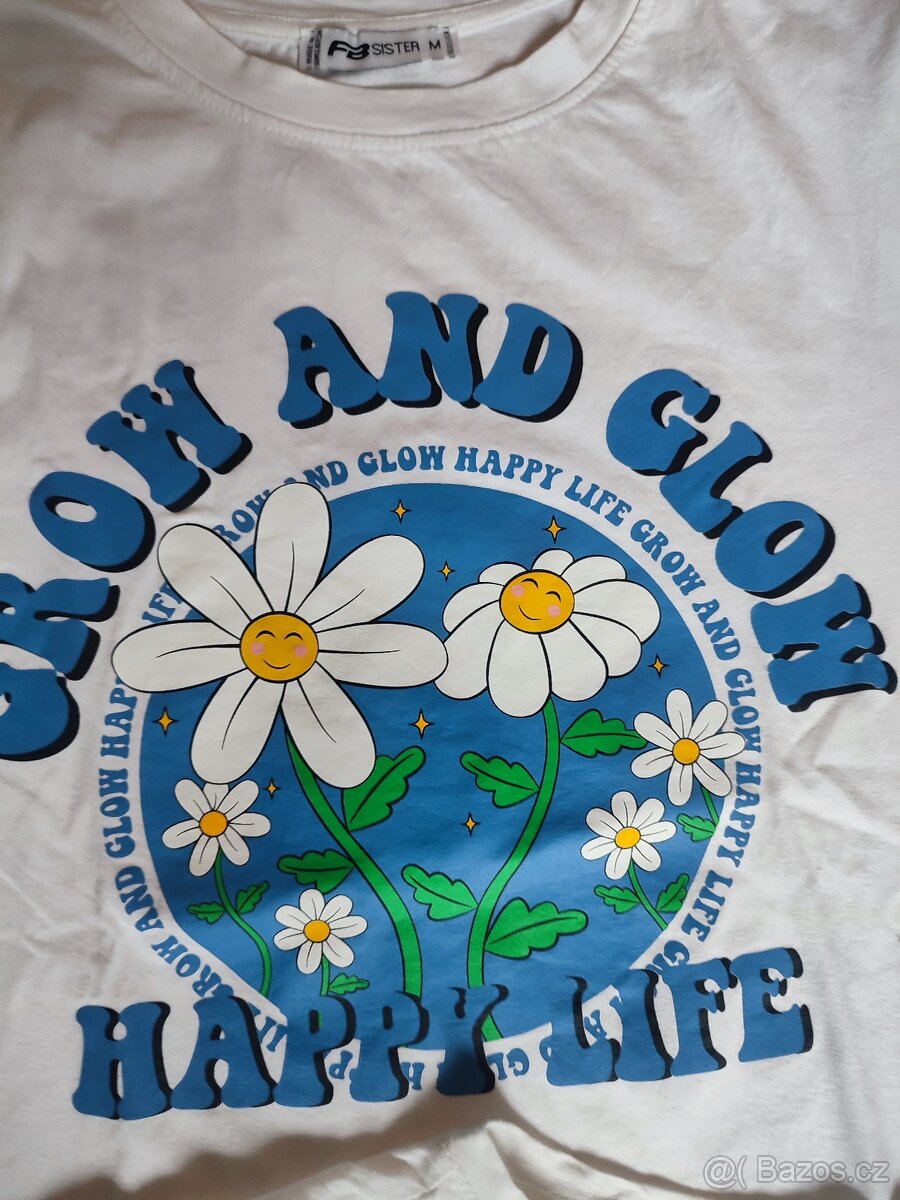 FB SISTER M
GROW AND GLOW
LIFE GROW AND GLOW HAPPY LIFE GROW AND GLOW HAPPY LIFE
GROW AND GLOW HAPPY
HAPPY LIFE
@( Bazos.cz